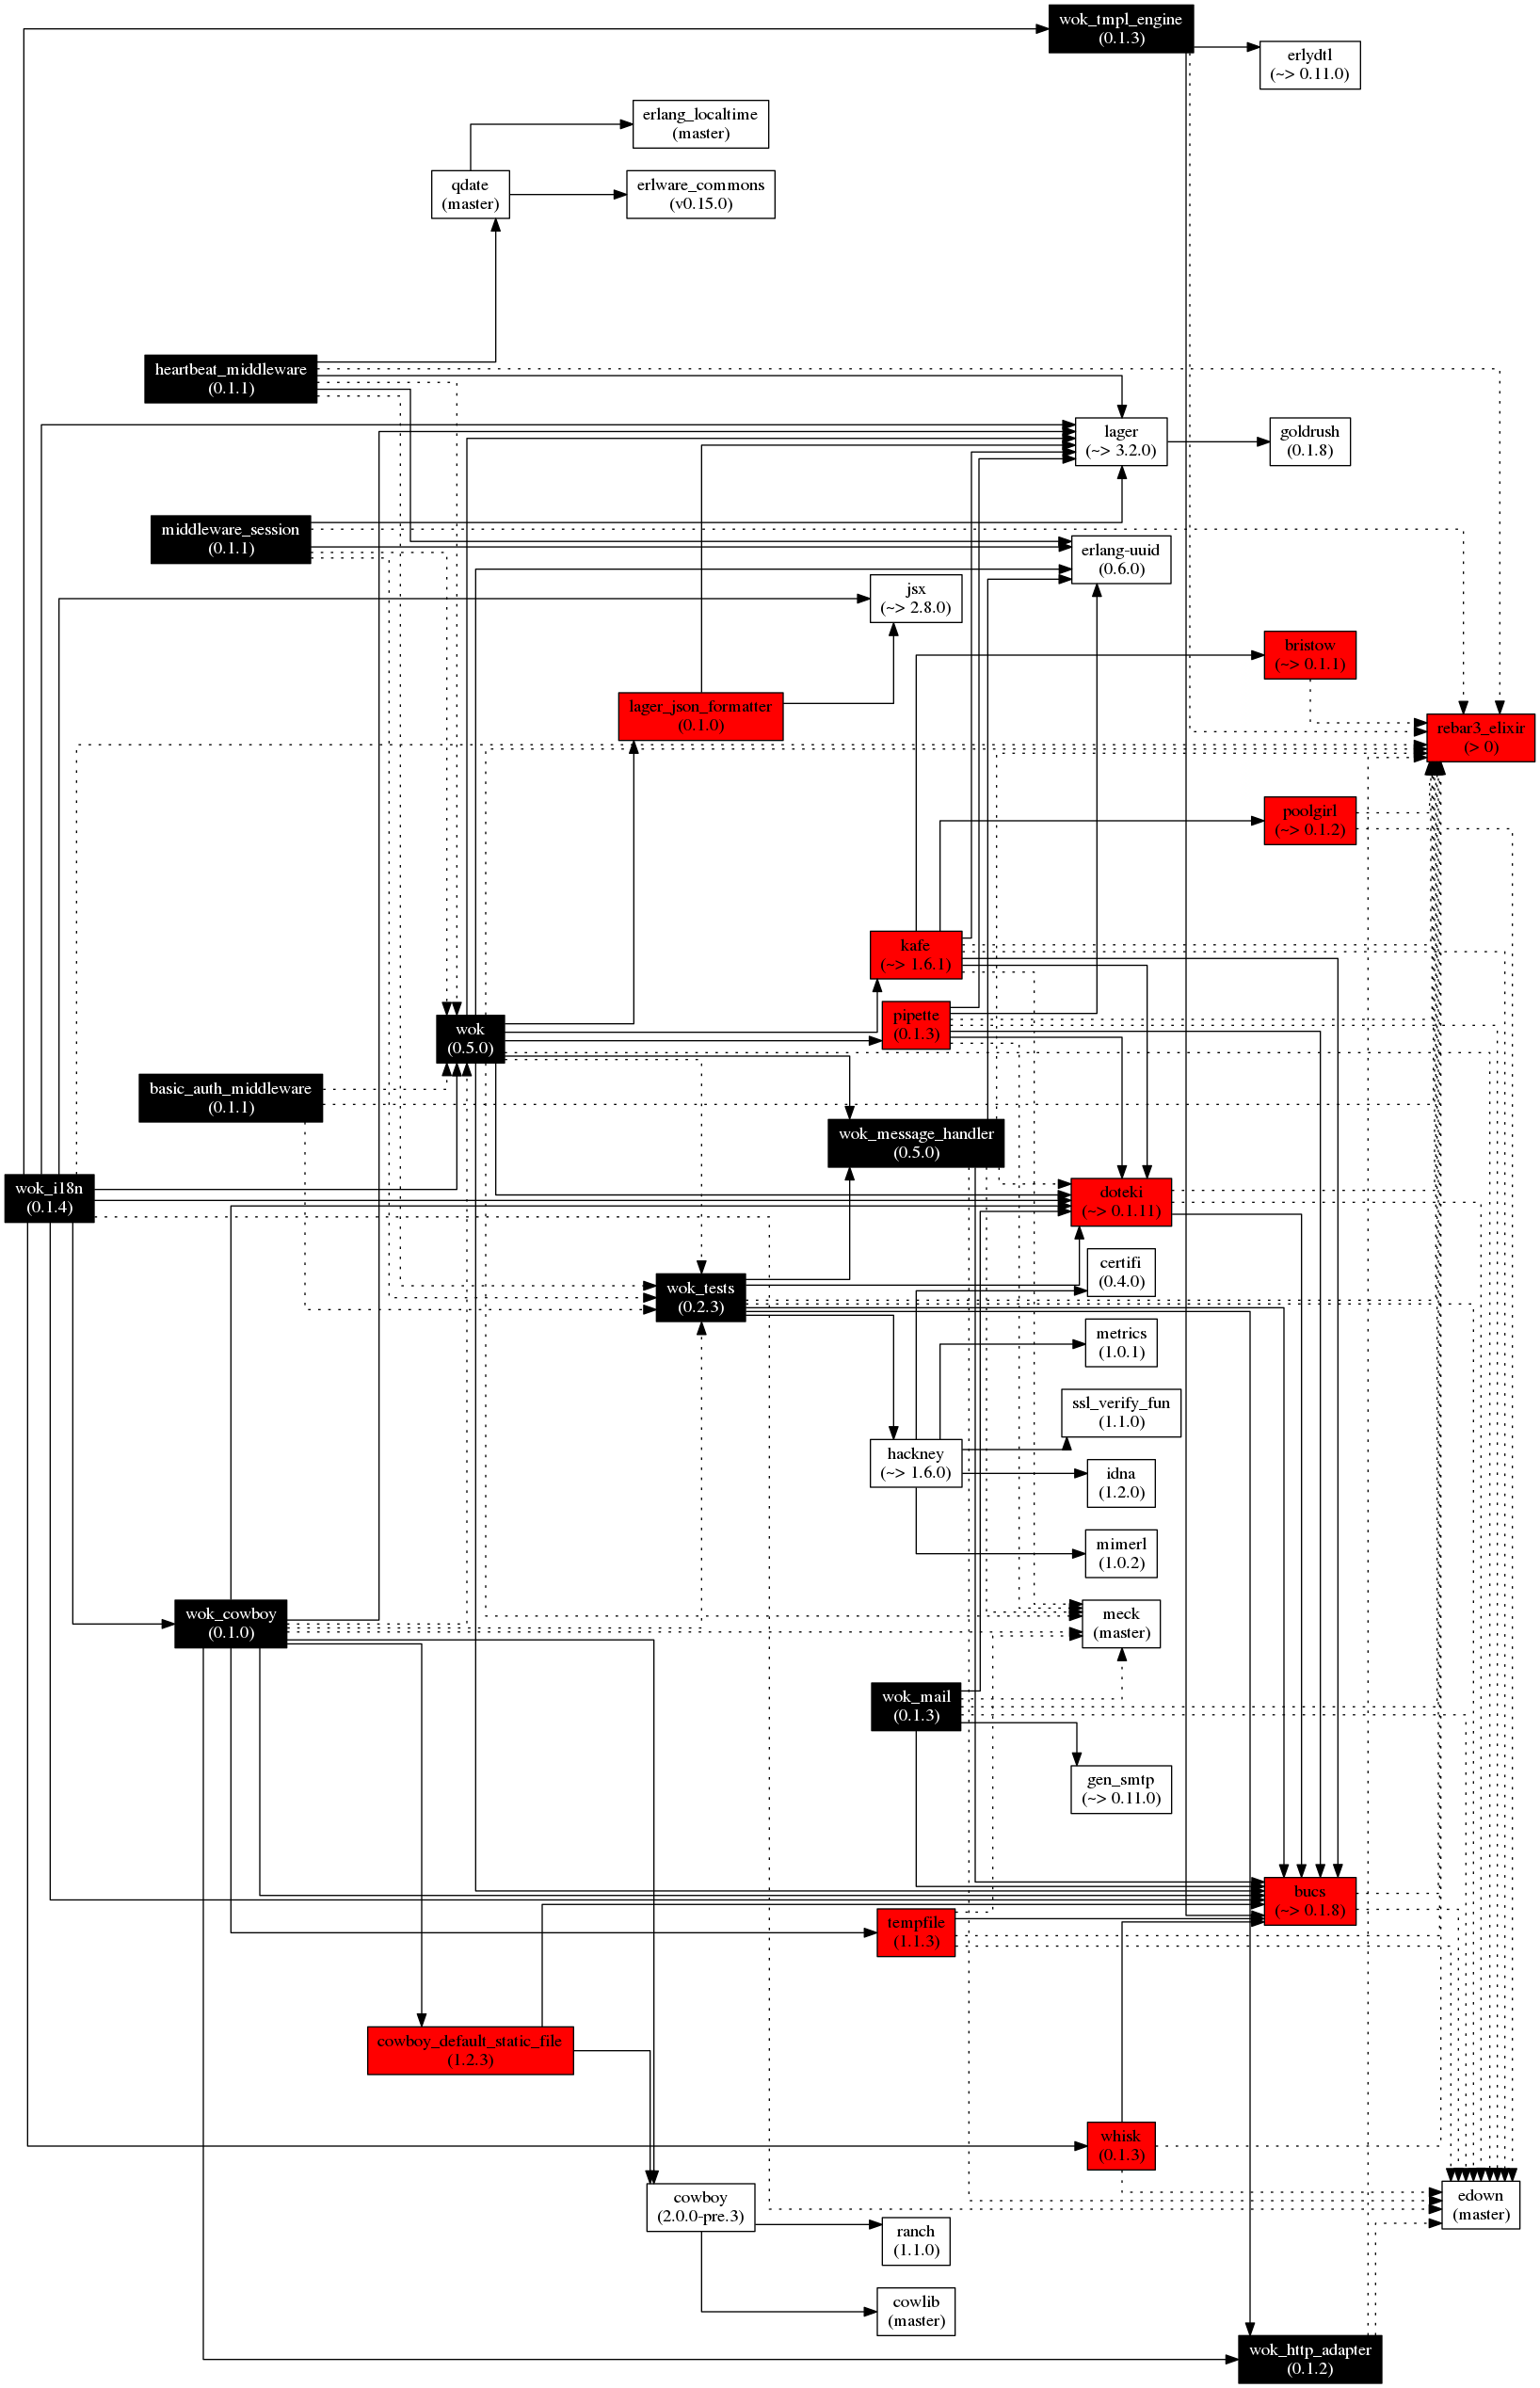 wok_tmpl_engine
(0.1.3)
erlydtl
(~> 0.11.0)
erlang_localtime
(master)
qdate
(master)
erlware_commons
(v0.15.0)
heartbeat_middleware
(0.1.1)
lager
(~> 3.2.0)
goldrush
(0.1.8)
middleware_session
(0.1.1)
erlang-uuid
(0.6.0)
jsx
(~> 2.8.0)
bristow
(~> 0.1.1)
lager_json_formatter
(0.1.0)
rebar3_elixir
(> 0)
poolgirl
(~> 0.1.2)
kafe
(~> 1.6.1)
pipette
(0.1.3)
wok
(0.5.0)
basic_auth_middleware
(0.1.1)
wok_message_handler
(0.5.0)
wok_i18n
(0.1.4)
doteki
(~> 0.1.11)
certifi
(0.4.0)
wok_tests
(0.2.3)
metrics
(1.0.1)
ssl_verify_fun
(1.1.0)
hackney
(~> 1.6.0)
idna
(1.2.0)
mimerl
(1.0.2)
wok_cowboy
(0.1.0)
meck
(master)
wok_mail
(0.1.3)
gen_smtp
(~> 0.11.0)
bucs
(~> 0.1.8)
tempfile
(1.1.3)
cowboy_default_static_file
(1.2.3)
whisk
(0.1.3)
cowboy
(2.0.0-pre.3)
edown
(master)
ranch
(1.1.0)
cowlib
(master)
wok_http_adapter
(0.1.2)